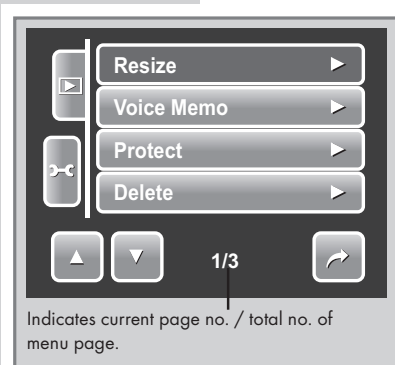 Resize
Voice Memo
Protect
Delete
1/3
Indicates current page no. / total no. of
menu page.